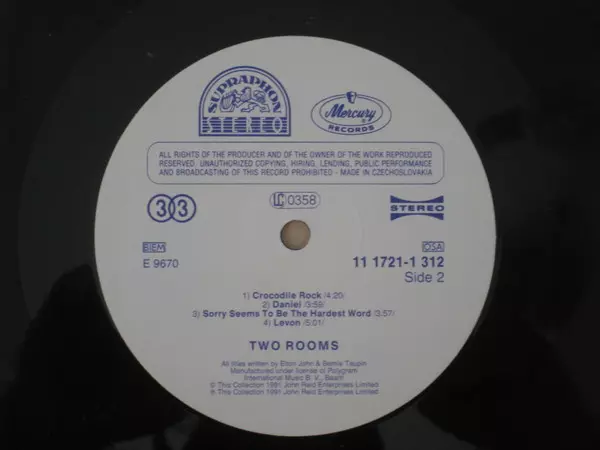 SUPRAPHON
STEREO
Mercury
RECORDS
ALL RIGHTS OF THE PRODUCER AND OF THE OWNER OF THE WORK REPRODUCED
RESERVED. UNAUTHORIZED COPYING, HIRING, LENDING, PUBLIC PERFORMANCE
AND BROADCASTING OF THIS RECORD PROHIBITED - MADE IN CZECHOSLOVAKIA
33
LC 0358
STEREO
BIEM
OSA
E 9670
11 1721-1 312
Side 2
1) Crocodile Rock /4:20/
2) Daniel /3:59/
3) Sorry Seems To Be The Hardest Word /3:57/
4) Levon /5:01/
TWO ROOMS
All titles written by Elton John & Bernie Taupin
Manufactured under license of Polygram
International Music B. V., Baarn
© This Collection 1991 John Reid Enterprises Limited
℗ This Collection 1991 John Reid Enterprises Limited